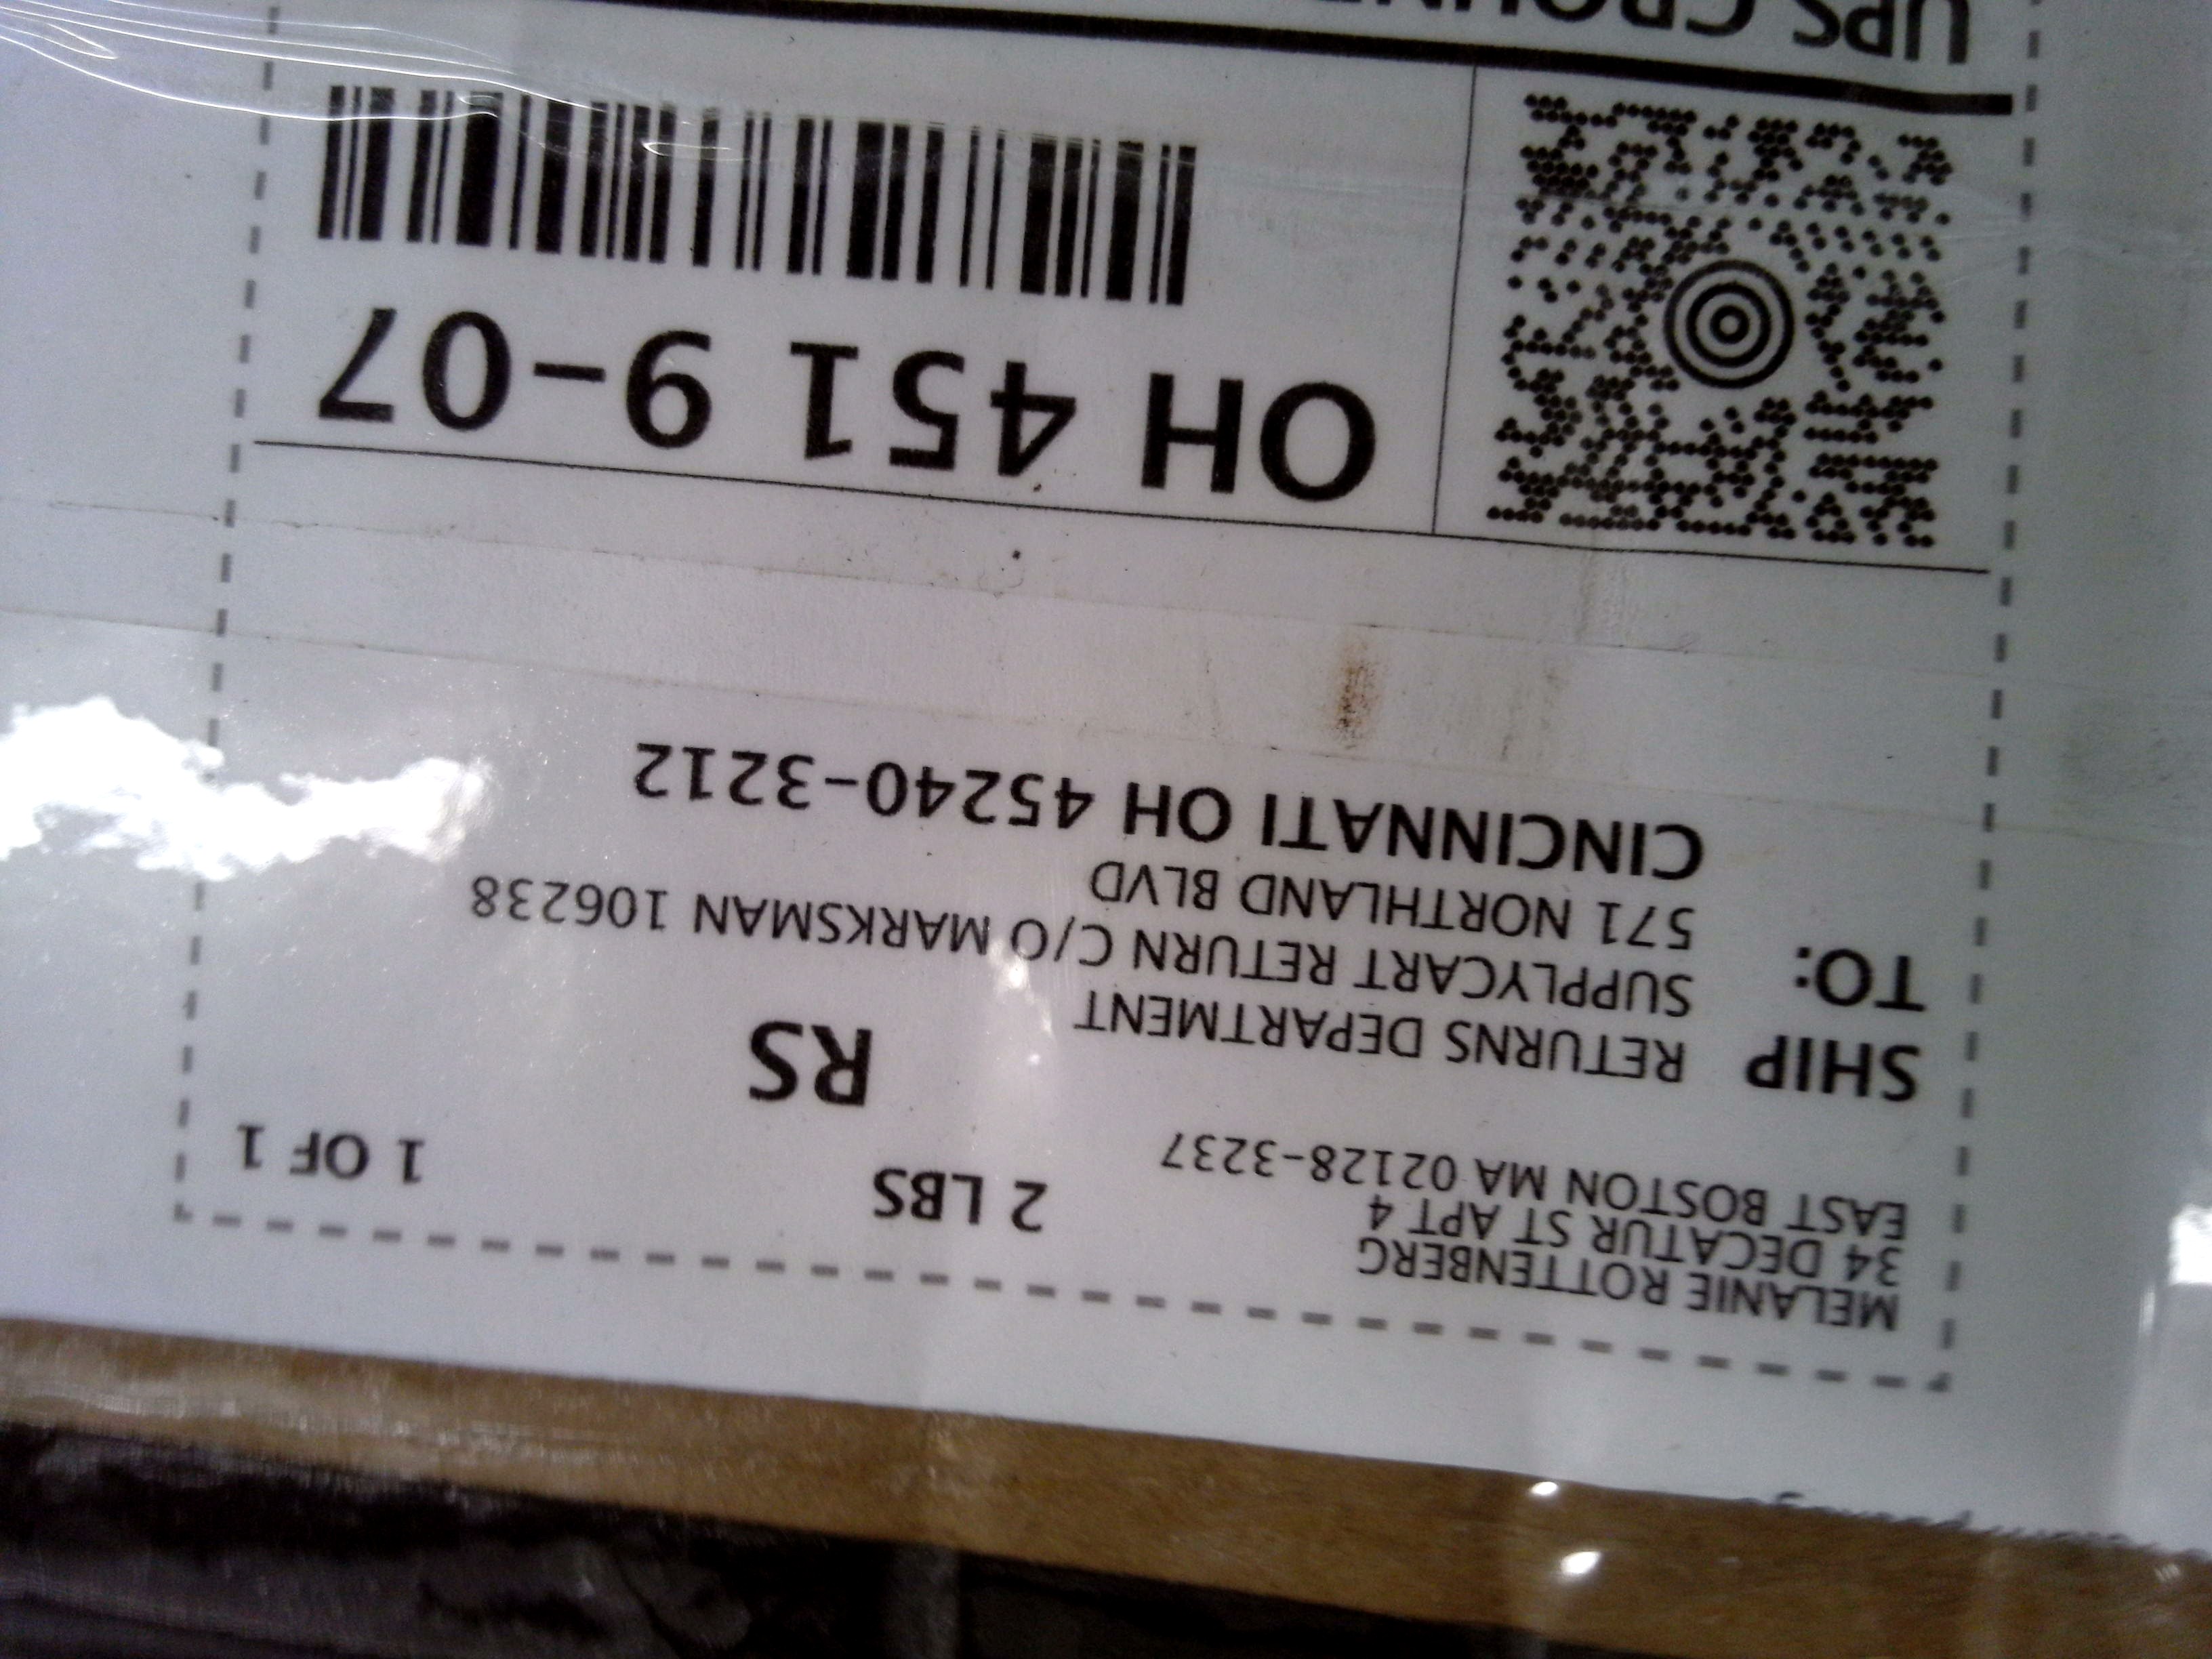 MELANIE ROTTENBERG
34 DECATUR ST APT 4
EAST BOSTON MA 02128-3237
2 LBS
1 OF 1
RS
SHIP
TO:
RETURNS DEPARTMENT
SUPPLYCART RETURN C/O MARKSMAN 106238
571 NORTHLAND BLVD
CINCINNATI OH 45240-3212
OH 451 9-07
UPS GROUND